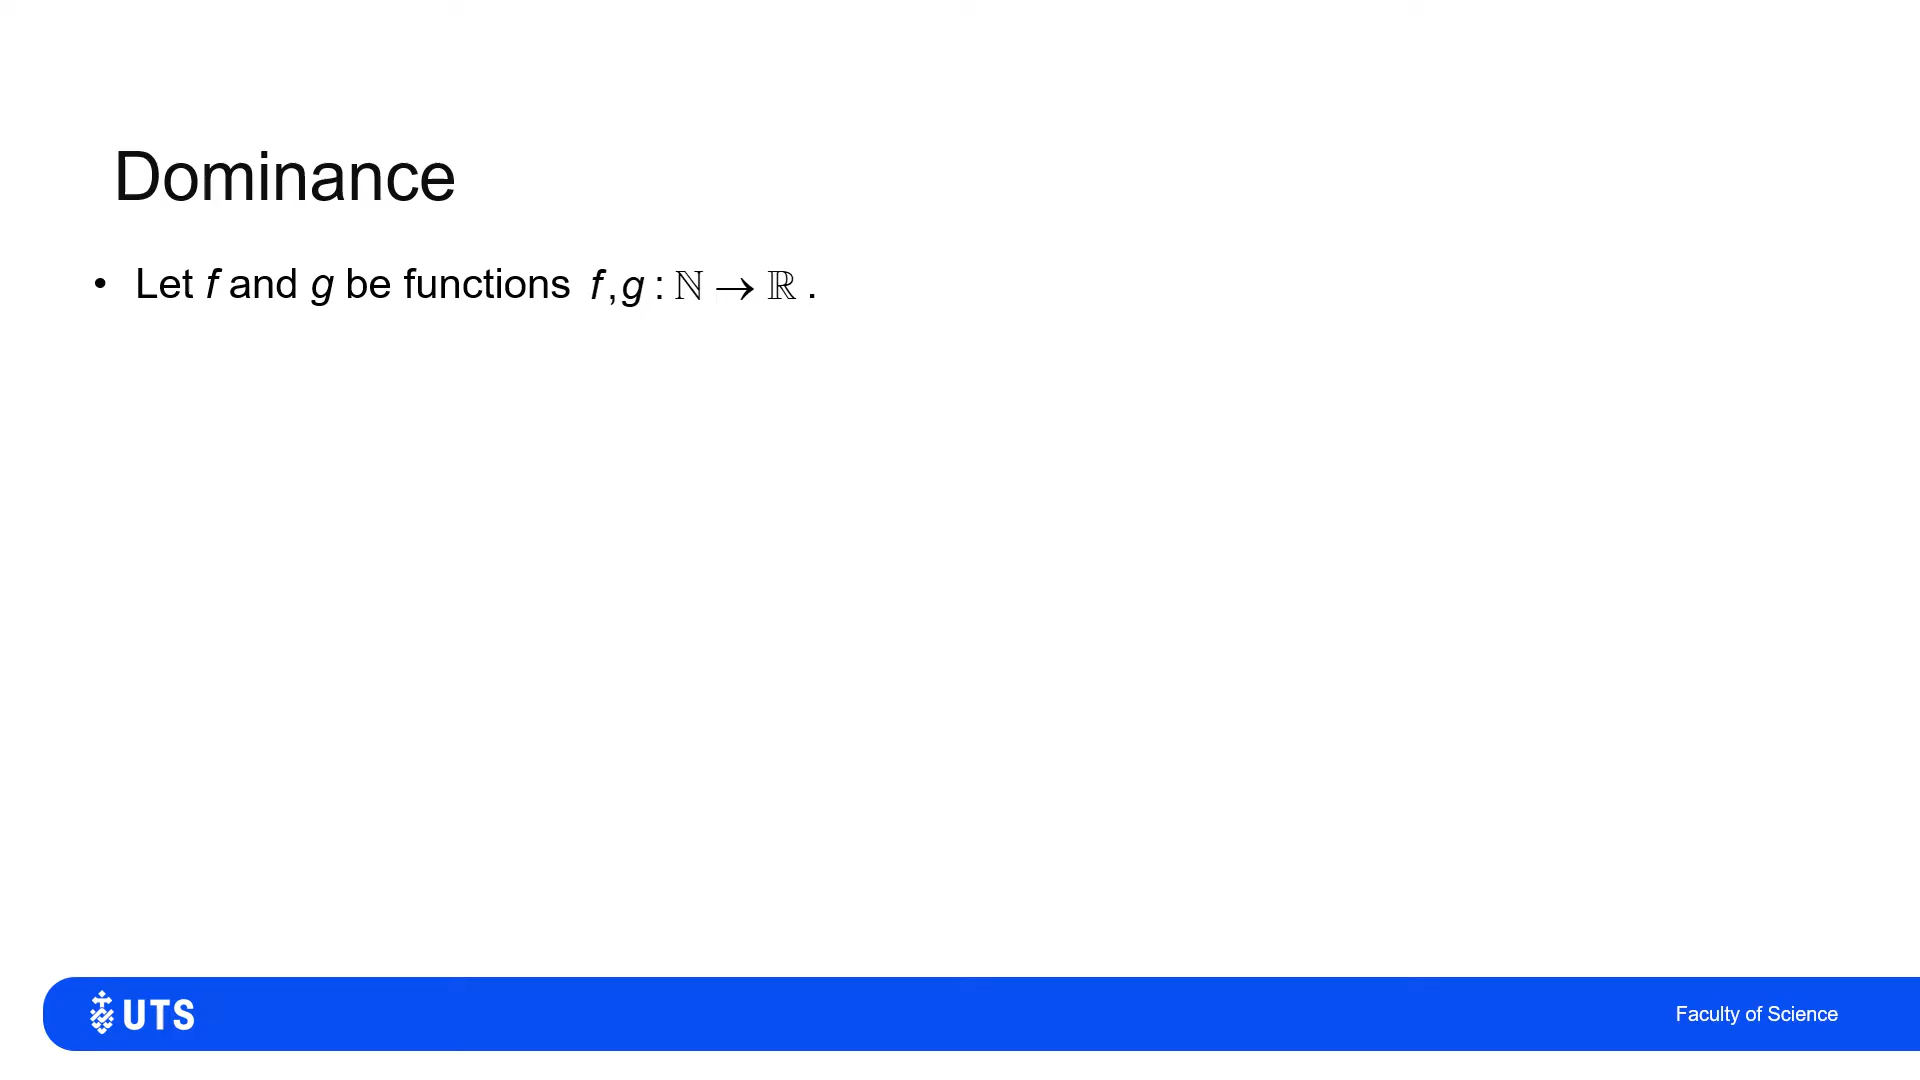 Dominance
• Let f and g be functions f,g : ℕ → ℝ .
UTS
Faculty of Science